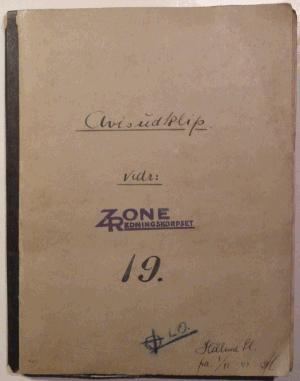 Avisudklip
vedr:
ZONE
REDNINGSKORPSET
19.
L.O.